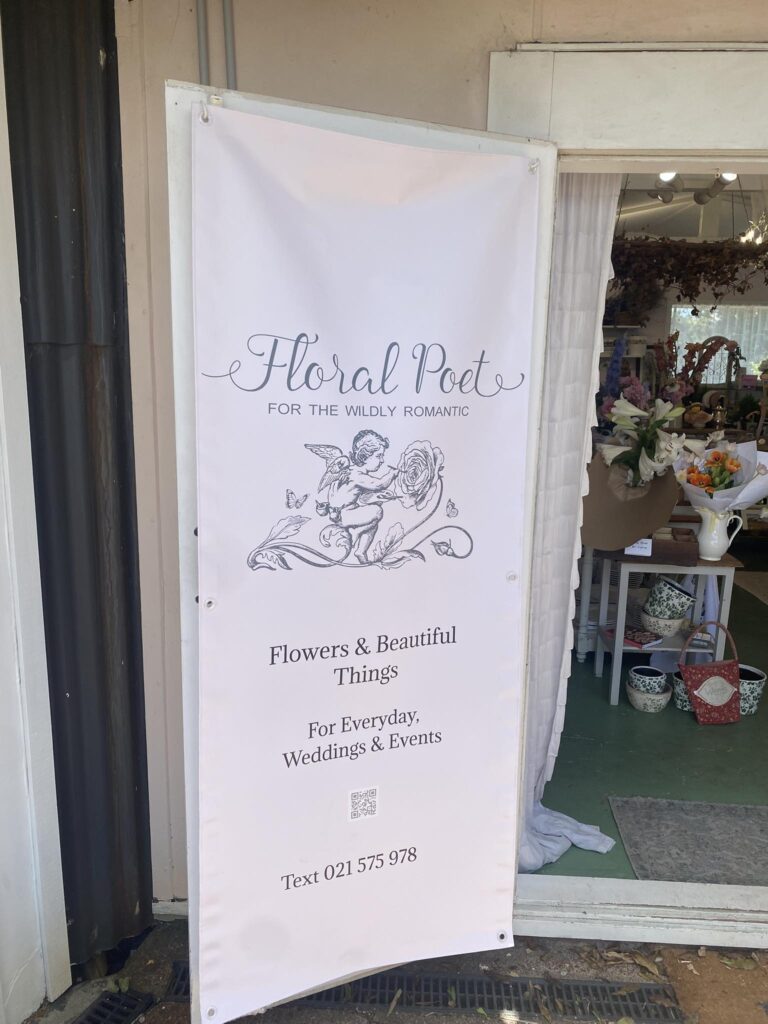 Floral Poet
FOR THE WILDLY ROMANTIC
Flowers & Beautiful
Things
For Everyday,
Weddings & Events
Text 021 575 978